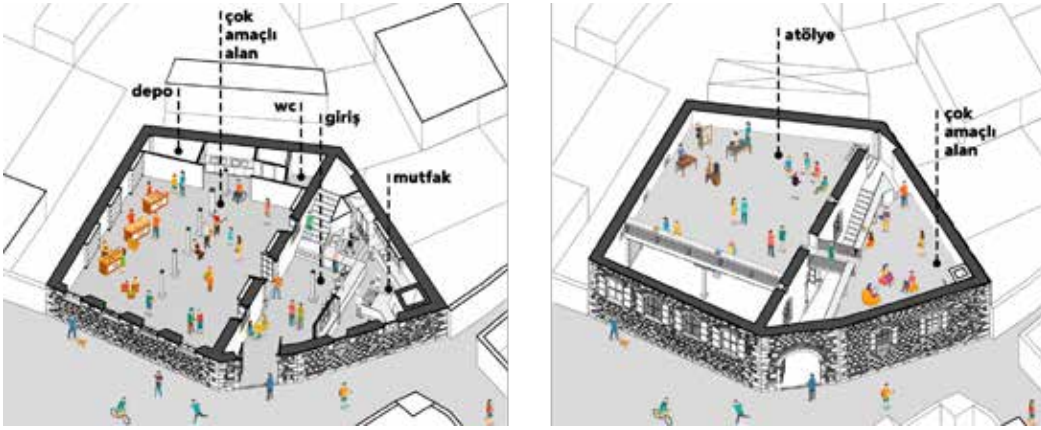 çok
amaçlı
alan
depo
wc
giriş
mutfak
atölye
çok
amaçlı
alan